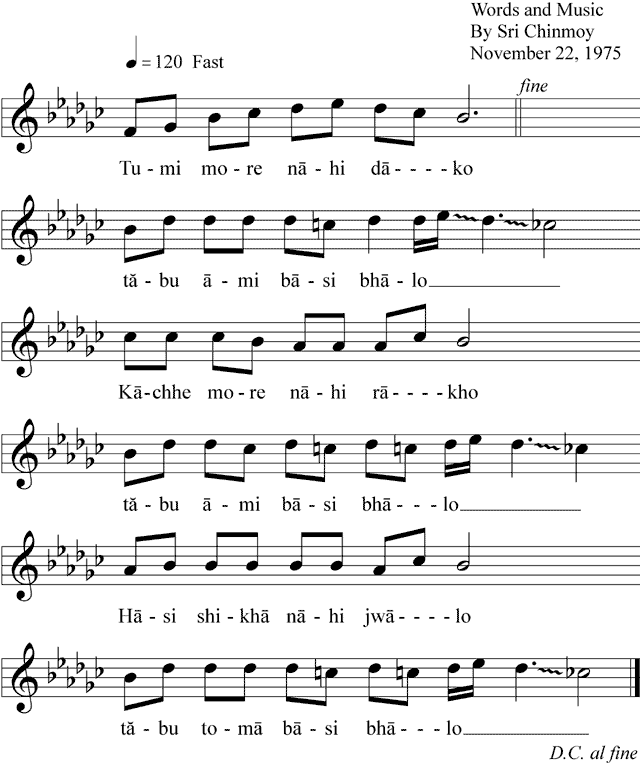 Words and Music
By Sri Chinmoy
November 22, 1975
♩ = 120 Fast
fine
Tu - mi mo - re nā - hi dā - - - - ko
tă - bu ā - mi bā - si bhā - lo
Kā - chhe mo - re nā - hi rā - - - - kho
tă - bu ā - mi bā - si bhā - - - lo
Hā - si shi - khā nā - hi jwā - - - - lo
tă - bu to - mā bā - si bhā - - - lo
D.C. al fine